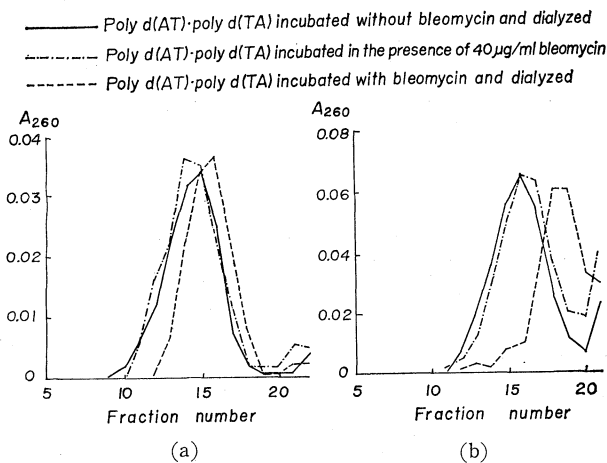 Poly d(AT)·poly d(TA) incubated without bleomycin and dialyzed
Poly d(AT)·poly d(TA) incubated in the presence of 40μg/ml bleomycin
Poly d(AT)·poly d(TA) incubated with bleomycin and dialyzed
A260
A260
0.04
0.03
0.02
0.01
0
5
10
15
20
Fraction number
(a)
0.08
0.06
0.04
0.02
0
5
10
15
20
Fraction number
(b)